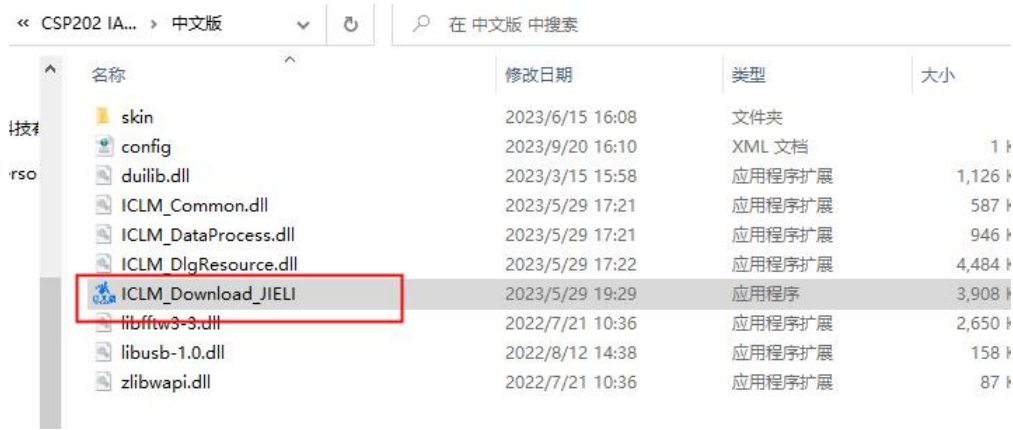 « CSP202 IA... › 中文版 在 中文版 中搜索
名称 修改日期 类型 大小
skin 2023/6/15 16:08 文件夹
config 2023/9/20 16:10 XML 文档 1 K
duilib.dll 2023/3/15 15:58 应用程序扩展 1,126 K
ICLM_Common.dll 2023/5/29 17:21 应用程序扩展 587 K
ICLM_DataProcess.dll 2023/5/29 17:21 应用程序扩展 946 K
ICLM_DlgResource.dll 2023/5/29 17:22 应用程序扩展 4,484 K
ICLM_Download_JIELI 2023/5/29 19:29 应用程序 3,908 K
libfftw3-3.dll 2022/7/21 10:36 应用程序扩展 2,650 K
libusb-1.0.dll 2022/8/12 14:38 应用程序扩展 158 K
zlibwapi.dll 2022/7/21 10:36 应用程序扩展 87 K